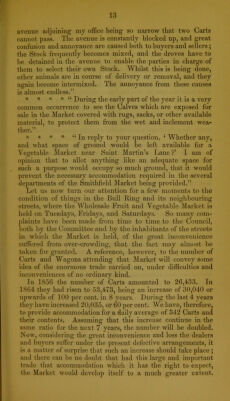 13
avenue adjoining my office being so narrow that two Carts
cannot pass. The avenue is constantly blocked up, and great
confusion and annoyance are caused both to buyers and sellers;
the Stock frequently becomes mixed, and the droves have to
be detained in the avenue to enable the parties in charge of
them to select their own Stock. Whilst this is being done,
other animals are in course of delivery or removal, and they
again become intermixed. The annoyance from these causes
is almost endless.”
* * * * “During the early part of the year it is a very
common occurrence to see the Calves which are exposed for
sale in the Market covered with rugs, sacks, or other available
material, to protect them from the wet and inclement wea-
ther.”
* * * * * “In reply to your question. ‘Whether any,
and what space of ground would be left available for a
Vegetable Market near Saint Martin's Lane?’ I am of
opinion that to allot anything like an adequate space for
such a purpose would occupy so much ground, that it would
prevent the necessary accommodation required in the several
departments of the Smithfield Market being provided.”
Let us now turn our attention for a few moments to the
condition of things in the Bull Ring and its neighbouring
streets, where the Wholesale Fruit and Vegetable Market is
held on Tuesdays, Fridays, and Saturdays. So many com-
plaints have been made from time to time to the Council,
both by the Committee and by the inhabitants of the streets
in which the Market is held, of the great inconvenience
suffered from over-crowding, that the fact may almost be
taken for granted. A reference, however, to the number of
Carts and Wagons attending that Market will convey some
idea of the enormous trade carried on, under difficulties and
inconveniences of no ordinary kind.
In 1856 the number of Carts amounted to 26,433. In
1864 they had risen to 53,473, being an increase of 30,040 or
upwards of 100 per cent. in 8 years. During the last 4 years
they have increased 20,035, or 60 per cent. We have, therefore,
to provide accommodation for a daily average of 342 Carts and
their contents. Assuming that this increase continue in the
same ratio for the next 7 years, the number will be doubled.
Now, considering the great inconvenience and loss the dealers
and buyers suffer under the present defective arrangements, it
is a matter of surprise that such an increase should take place;
and there can be no doubt that had this large and important
trade that accommodation which it has the right to expect,
the Market would develop itself to a much greater extent.